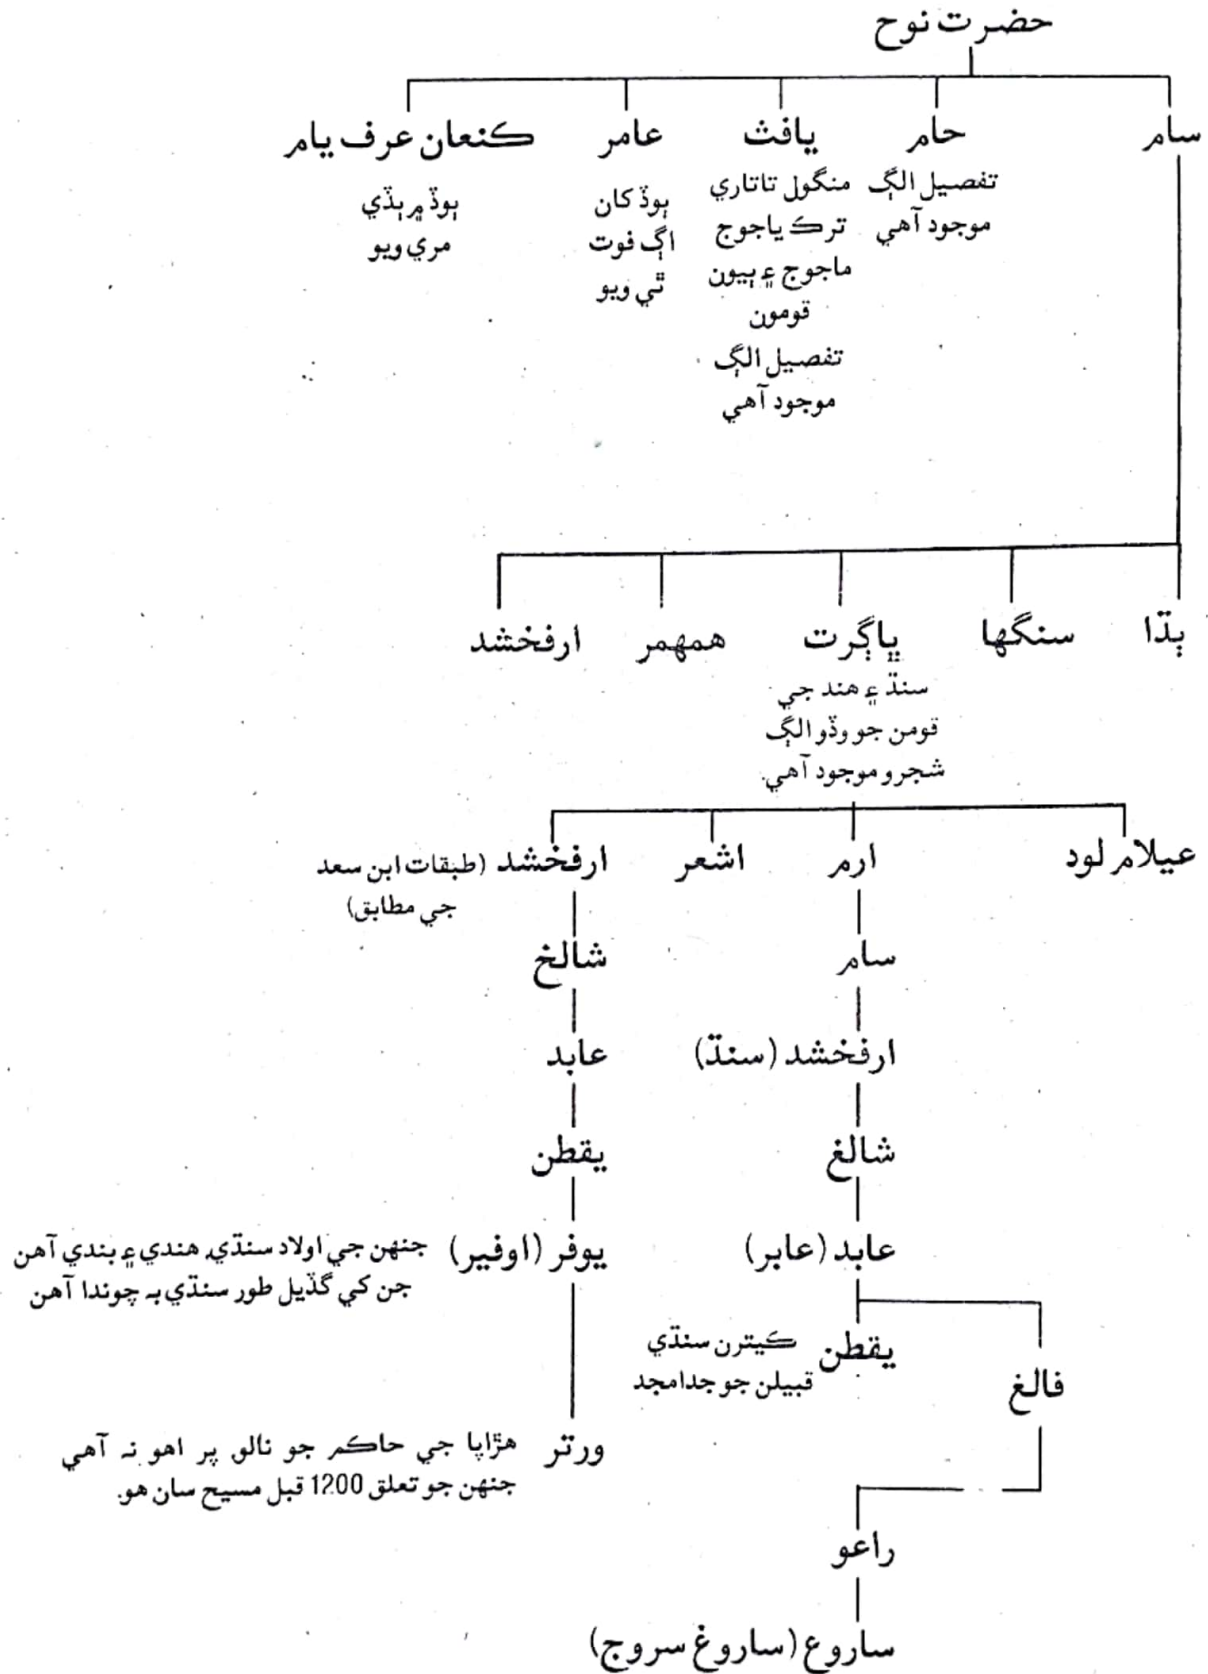 حضرت نوح
سام
حام
يافث
عامر
ڪنعان عرف يام
تفصيل الڳ
موجود آهي
منگول تاتاري
ترڪ ياجوج
ماجوج ۽ ٻيون
قومون
تفصيل الڳ
موجود آهي
ٻوڏ کان
اڳ فوت
ٿي ويو
ٻوڏ ۾ ٻڏي
مري ويو
ٻڌا
سنگها
ڀاڳرت
همهمر
ارفخشد
سنڌ ۽ هند جي
قومن جو وڏو الڳ
شجرو موجود آهي.
عيلام لود
ارم
اشعر
ارفخشد (طبقات ابن سعد
جي مطابق)
سام
شالخ
ارفخشد (سنڌ)
عابد
شالغ
يقطن
عابد (عابر)
يوفر (اوفير) جنهن جي اولاد سنڌي، هندي ۽ بندي آهن
جن کي گڏيل طور سنڌي به چوندا آهن
يقطن ڪيترن سنڌي
قبيلن جو جدامجد
فالغ
ورتر هڙاپا جي حاڪم جو نالو، پر اهو نه آهي
جنهن جو تعلق 1200 قبل مسيح سان هو.
راعو
ساروع (ساروغ سروج)